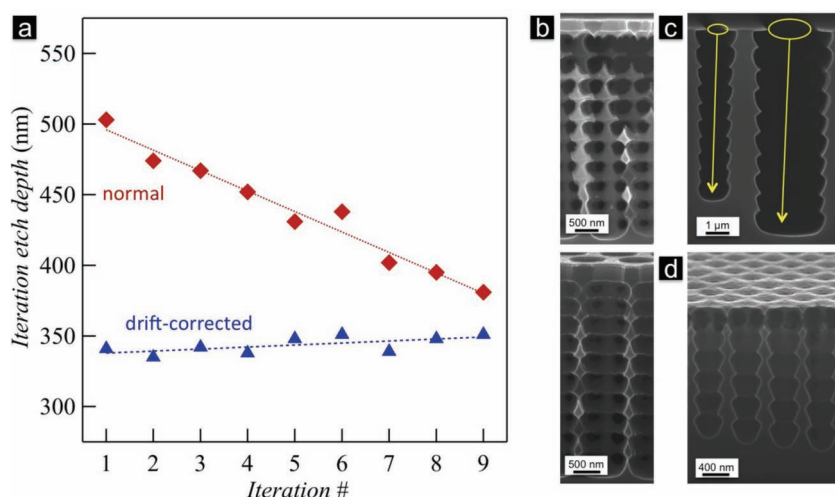 a
550
500
450
400
350
300
Iteration etch depth (nm)
normal
drift-corrected
1 2 3 4 5 6 7 8 9
Iteration #
b
500 nm
500 nm
c
1 µm
d
400 nm